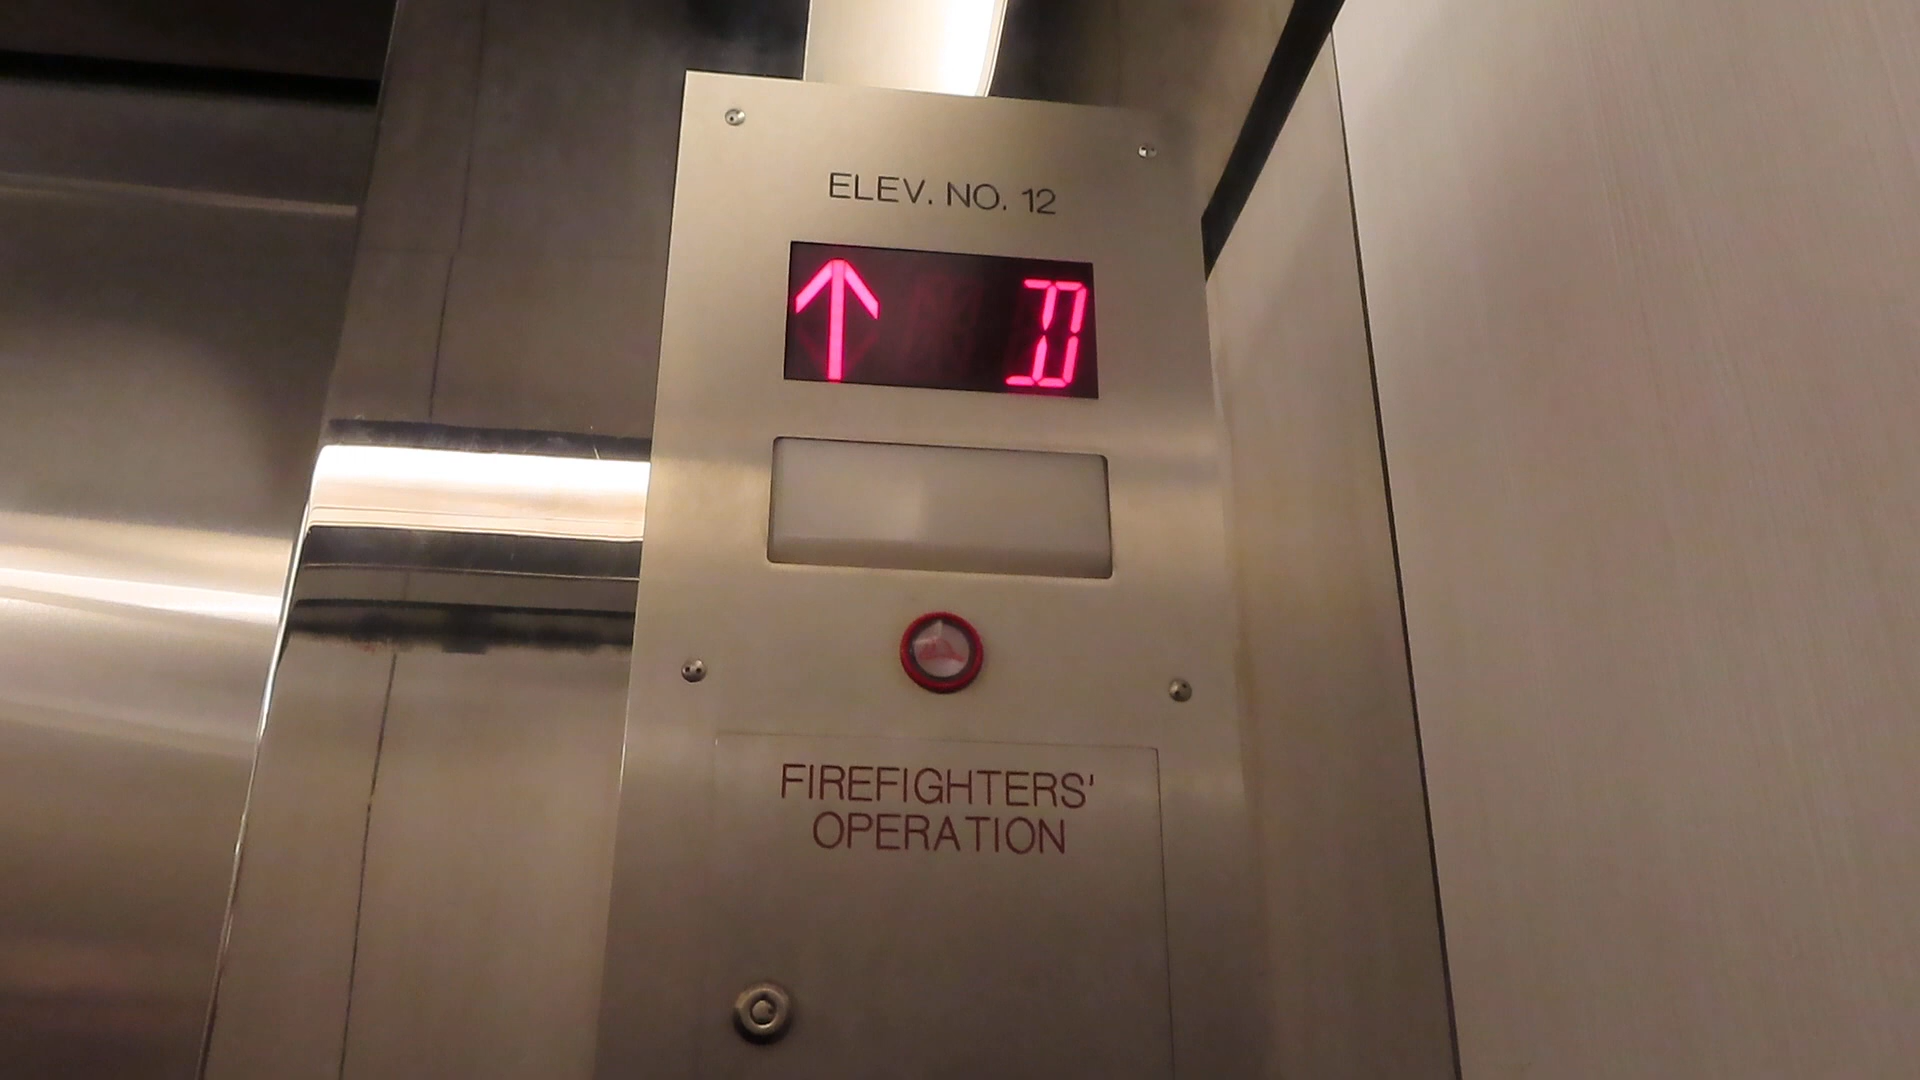 ELEV. NO. 12
↑ D
FIREFIGHTERS'
OPERATION